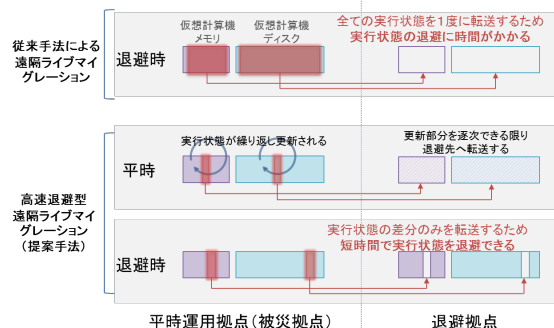 従来手法による
遠隔ライブマイ
グレーション
退避時
仮想計算機
メモリ
仮想計算機
ディスク
全ての実行状態を1度に転送するため
実行状態の退避に時間がかかる
高速退避型
遠隔ライブマイ
グレーション
(提案手法)
平時
実行状態が繰り返し更新される
更新部分を逐次できる限り
退避先へ転送する
退避時
実行状態の差分のみを転送するため
短時間で実行状態を退避できる
平時運用拠点(被災拠点)
退避拠点